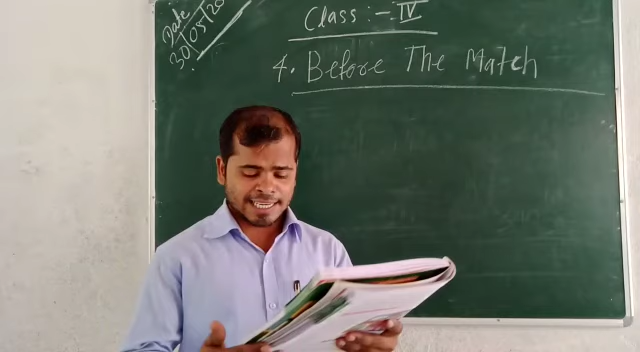 Date
30/05/20
Class :- IV
4. Before The Match